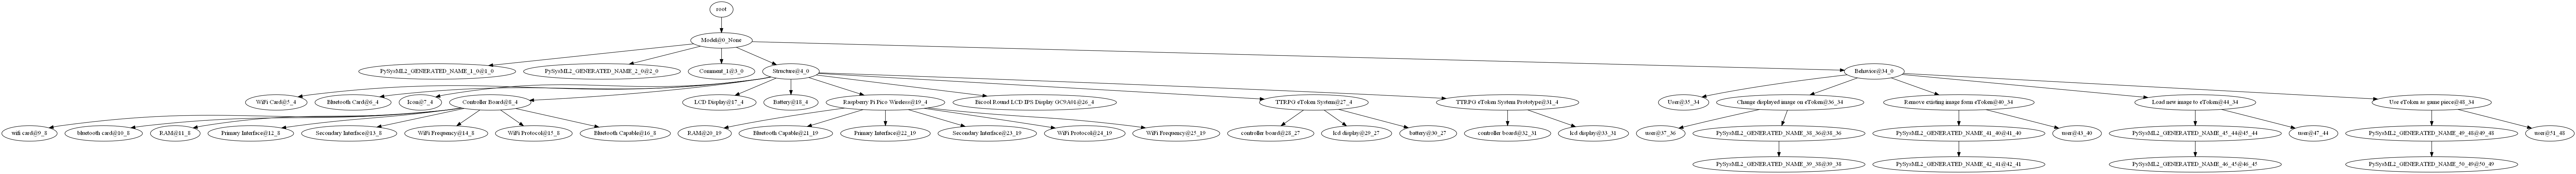 root
Model@0_None
PySysML2_GENERATED_NAME_1_0@1_0
PySysML2_GENERATED_NAME_2_0@2_0
Comment_1@3_0
Structure@4_0
Behavior@34_0
WiFi Card@5_4
Bluetooth Card@6_4
Icon@7_4
Controller Board@8_4
LCD Display@17_4
Battery@18_4
Raspberry Pi Pico Wireless@19_4
Bicool Round LCD IPS Display GC9A01@26_4
TTRPG eToken System@27_4
TTRPG eToken System Prototype@31_4
User@35_34
Change displayed image on eToken@36_34
Remove existing image from eToken@40_34
Load new image to eToken@44_34
Use eToken as game piece@48_34
wifi card@9_8
bluetooth card@10_8
RAM@11_8
Primary Interface@12_8
Secondary Interface@13_8
WiFi Frequency@14_8
WiFi Protocol@15_8
Bluetooth Capable@16_8
RAM@20_19
Bluetooth Capable@21_19
Primary Interface@22_19
Secondary Interface@23_19
WiFi Protocol@24_19
WiFi Frequency@25_19
controller board@28_27
lcd display@29_27
battery@30_27
controller board@32_31
lcd display@33_31
user@37_36
PySysML2_GENERATED_NAME_38_36@38_36
PySysML2_GENERATED_NAME_41_40@41_40
user@43_40
PySysML2_GENERATED_NAME_45_44@45_44
user@47_44
PySysML2_GENERATED_NAME_49_48@49_48
user@51_48
PySysML2_GENERATED_NAME_39_38@39_38
PySysML2_GENERATED_NAME_42_41@42_41
PySysML2_GENERATED_NAME_46_45@46_45
PySysML2_GENERATED_NAME_50_49@50_49